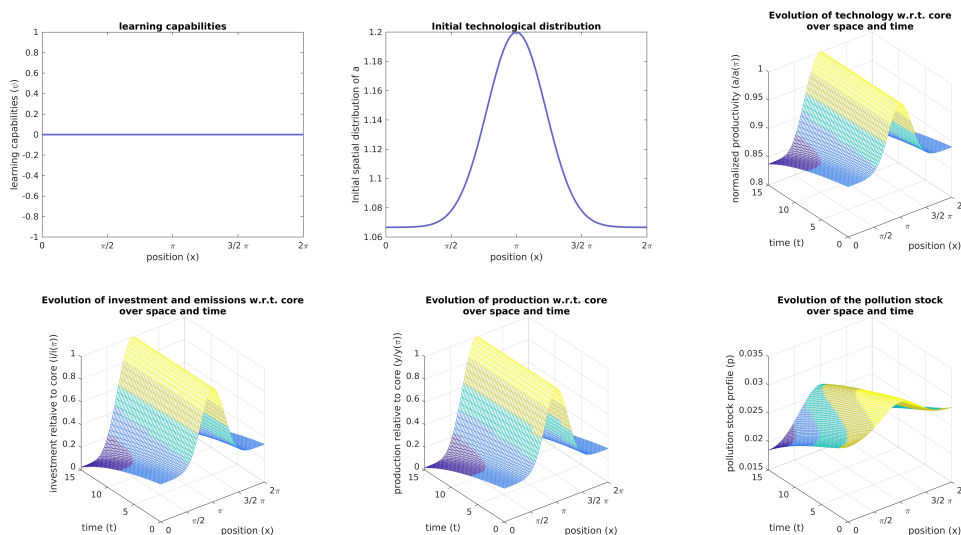 learning capabilities
1
0.8
0.6
0.4
0.2
0
-0.2
-0.4
-0.6
-0.8
-1
learning capabilities (ψ)
0
π/2
π
3/2 π
2π
position (x)
Initial technological distribution
1.2
1.18
1.16
1.14
1.12
1.1
1.08
1.06
Initial spatial distribution of a
0
π/2
π
3/2 π
2π
position (x)
Evolution of technology w.r.t. core
over space and time
1
0.95
0.9
0.85
0.8
normalized productivity (a/a(π))
15
10
5
0
time (t)
0
π/2
π
3/2 π
2π
position (x)
Evolution of investment and emissions w.r.t. core
over space and time
1
0.8
0.6
0.4
0.2
0
investment reltaive to core (i/i(π))
15
10
5
0
time (t)
0
π/2
π
3/2 π
2π
position (x)
Evolution of production w.r.t. core
over space and time
1
0.8
0.6
0.4
0.2
0
production relative to core (y/y(π))
15
10
5
0
time (t)
0
π/2
π
3/2 π
2π
position (x)
Evolution of the pollution stock
over space and time
0.035
0.03
0.025
0.02
0.015
pollution stock profile (p)
15
10
5
0
time (t)
0
π/2
π
3/2 π
2π
position (x)